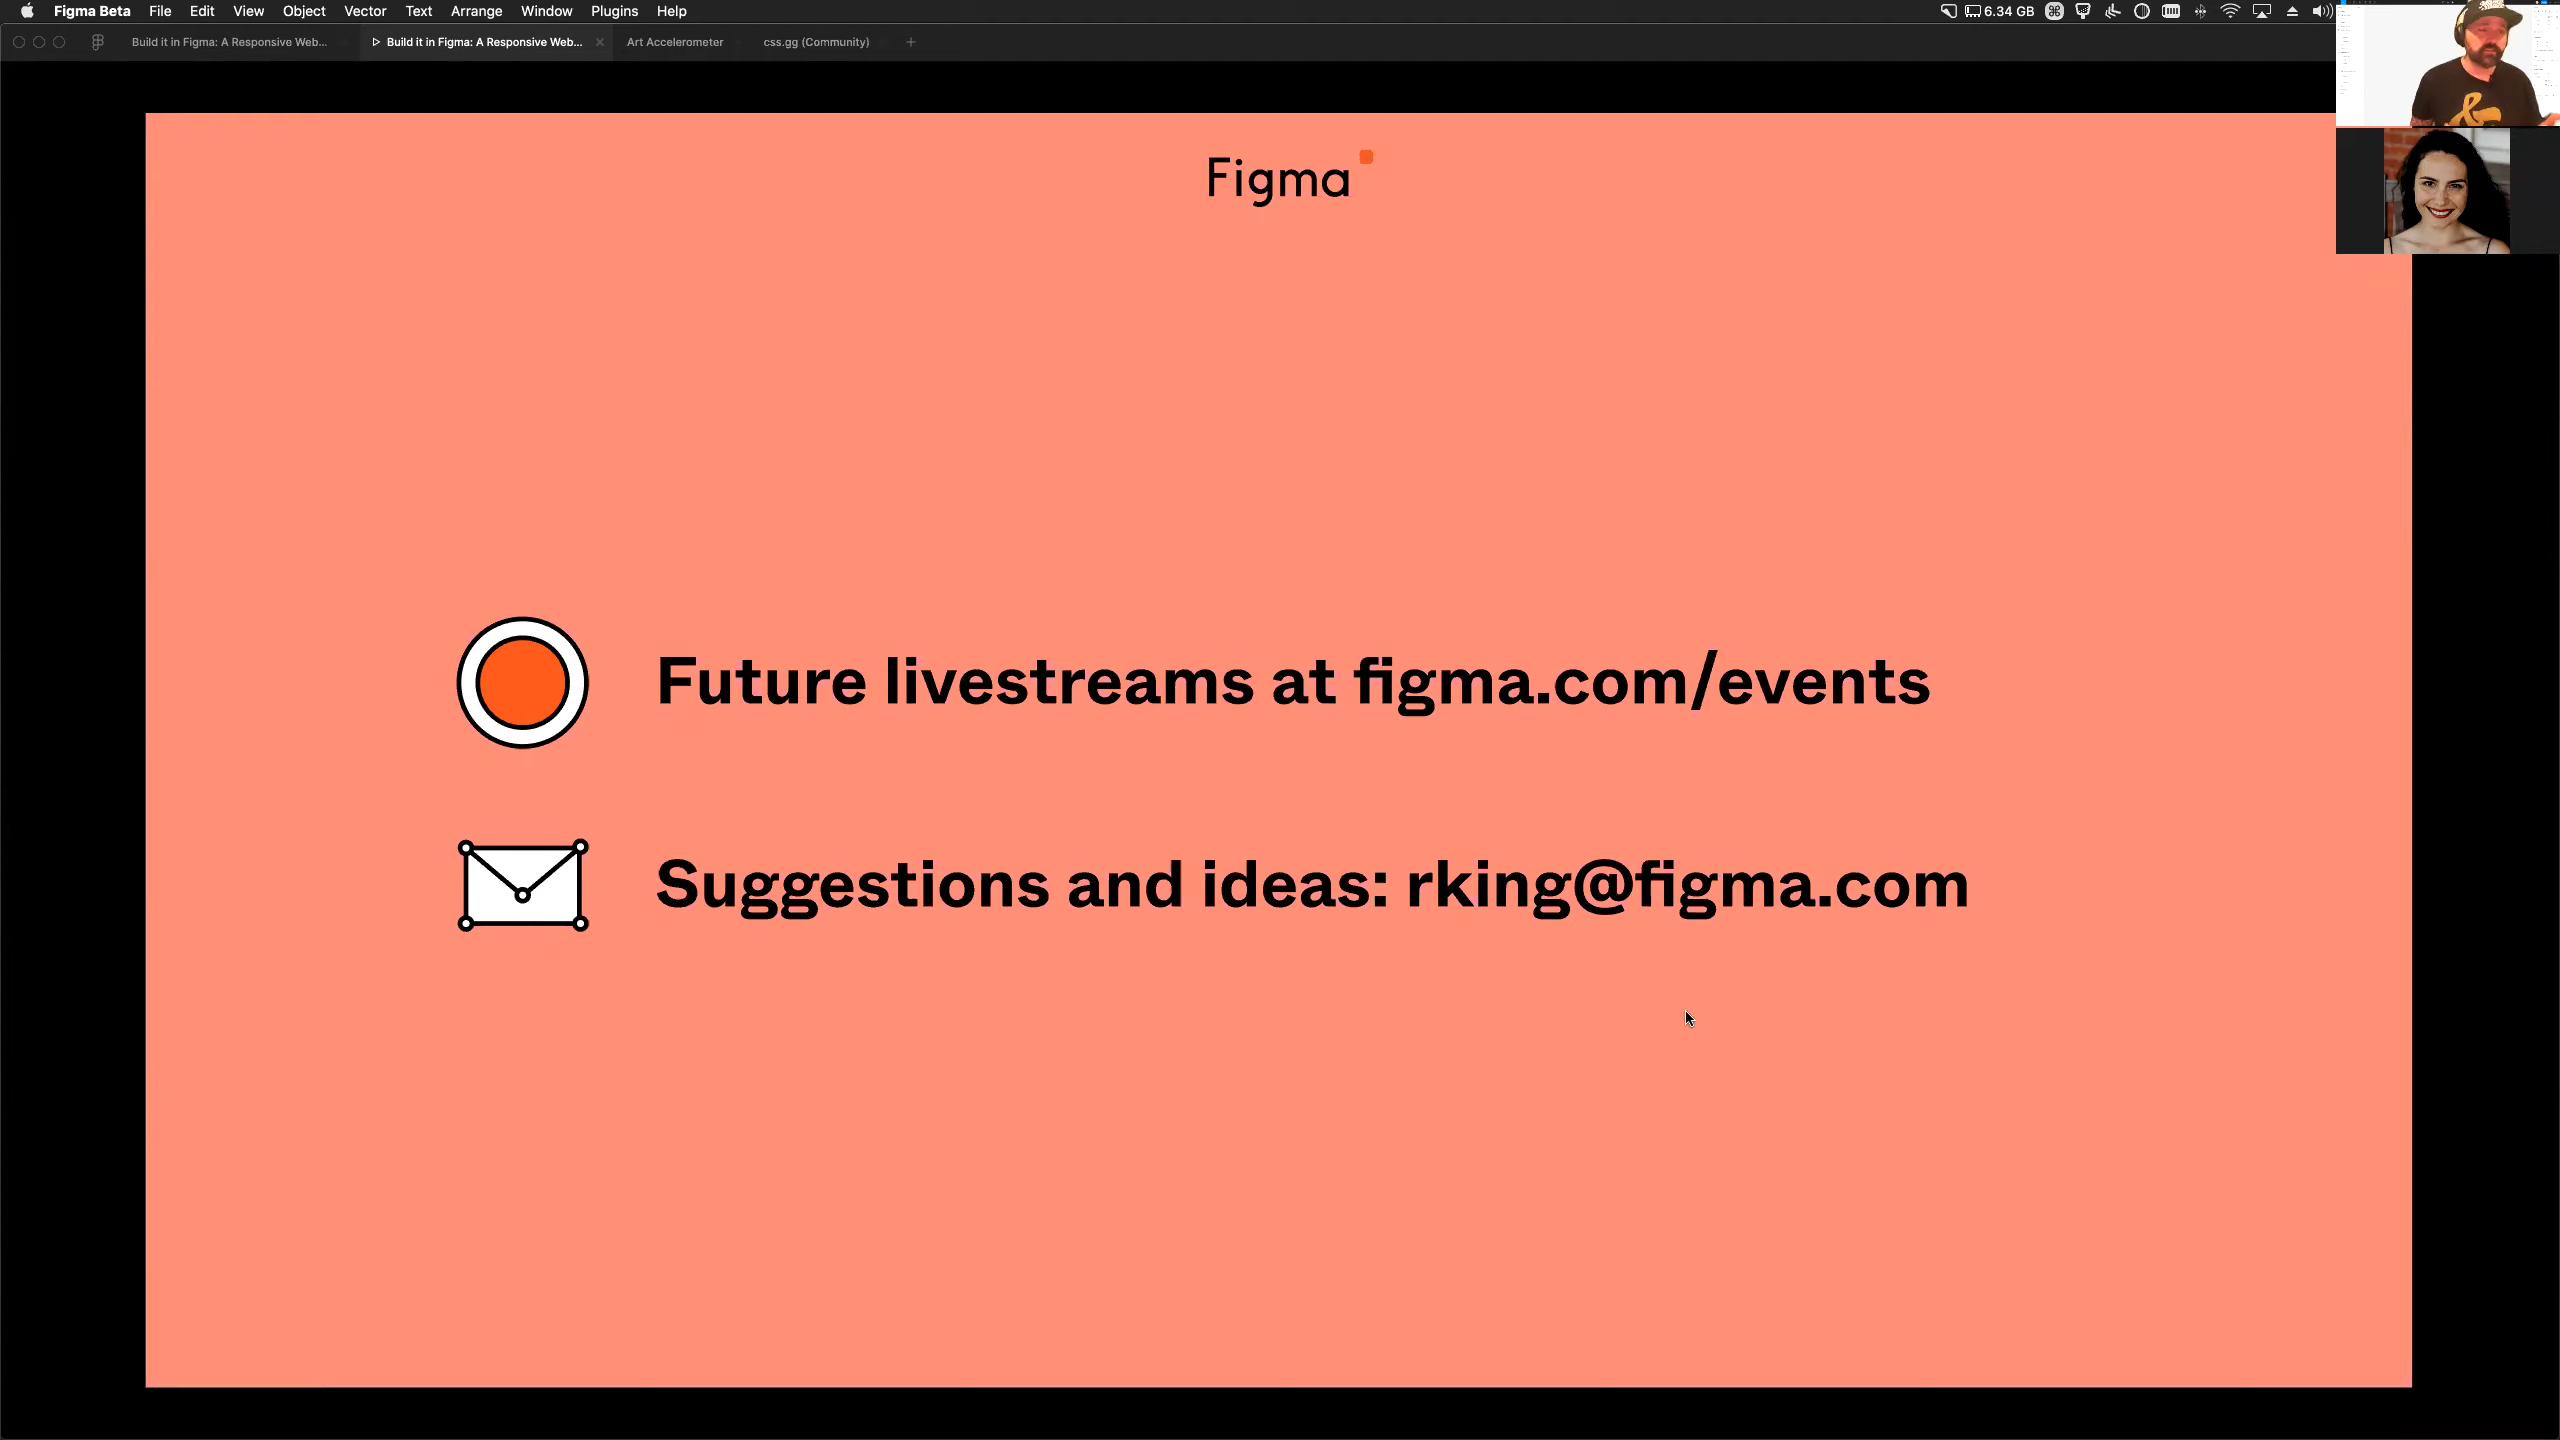 Figma Beta File Edit View Object Vector Text Arrange Window Plugins Help 6.34 GB
Build it in Figma: A Responsive Web... Build it in Figma: A Responsive Web... Art Accelerometer css.gg (Community)
Figma
Future livestreams at figma.com/events
Suggestions and ideas: rking@figma.com
&